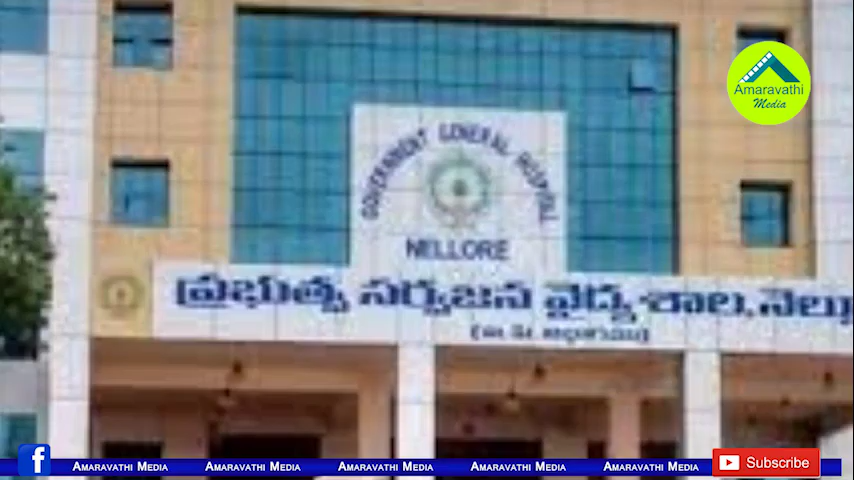 Amaravathi
Media
GOVERNMENT GENERAL HOSPITAL
NELLORE
ప్రభుత్వ సర్వజన వైద్య శాల, నెల్లూ
AMARAVATHI MEDIA AMARAVATHI MEDIA AMARAVATHI MEDIA AMARAVATHI MEDIA AMARAVATHI MEDIA
Subscribe